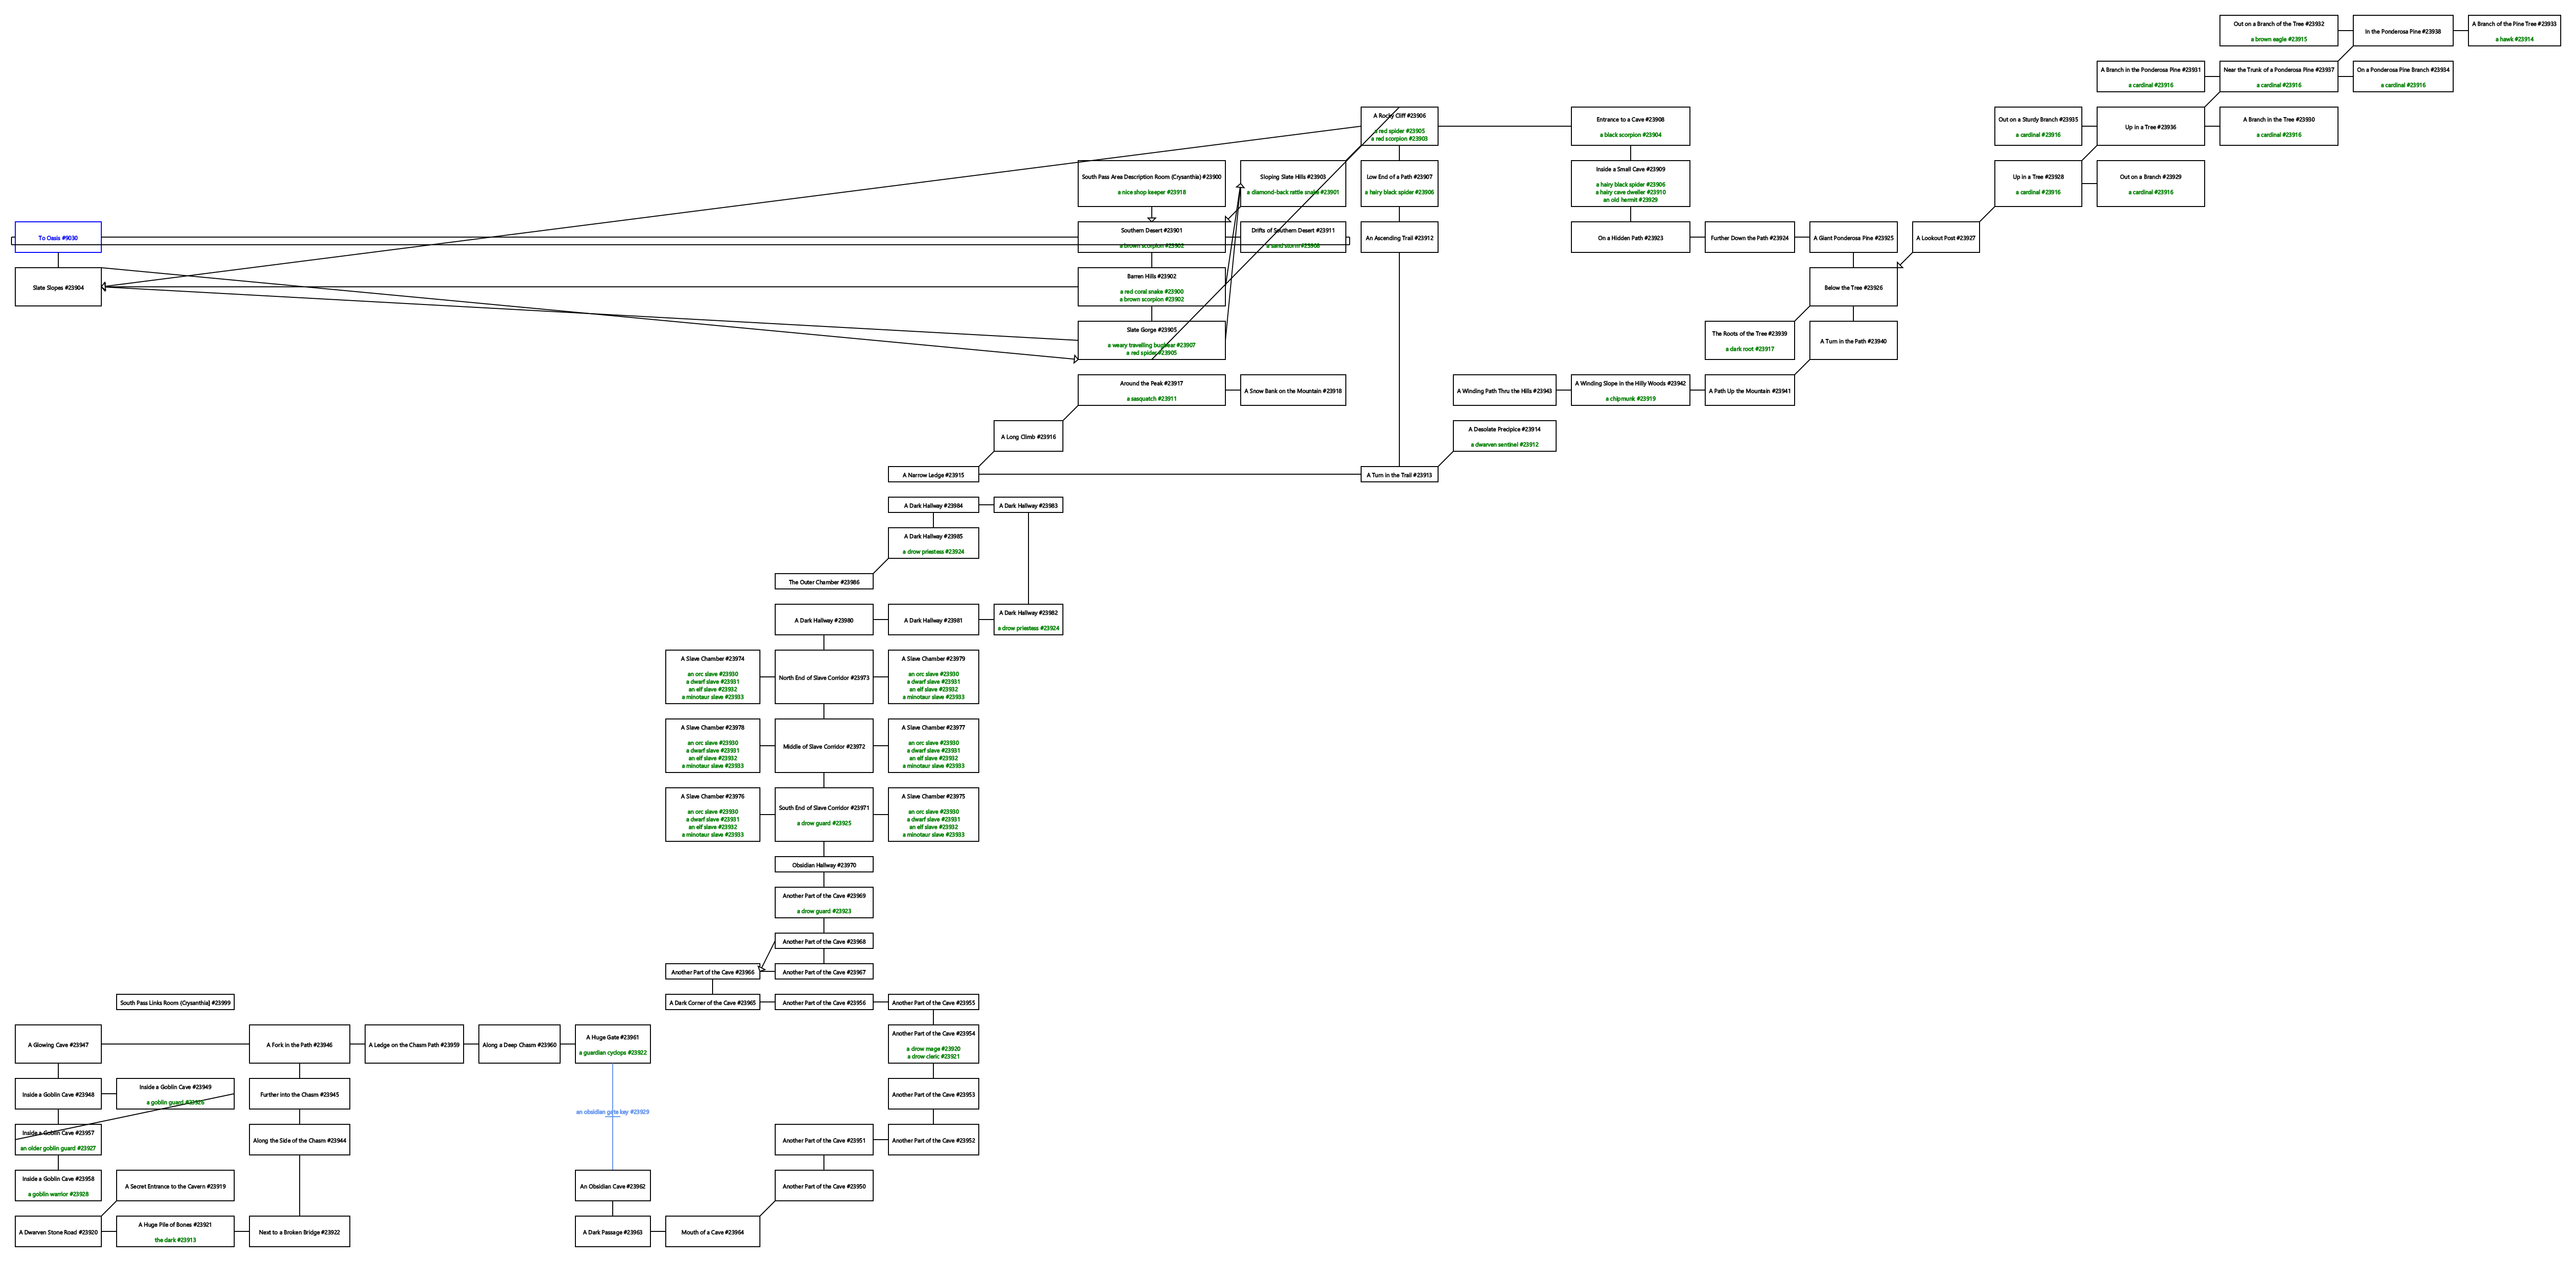 Out on a Branch of the Tree #23932
a brown eagle #23915
In the Ponderosa Pine #23938
A Branch of the Pine Tree #23933
a hawk #23914
A Branch in the Ponderosa Pine #23931
a cardinal #23916
Near the Trunk of a Ponderosa Pine #23937
a cardinal #23916
On a Ponderosa Pine Branch #23934
a cardinal #23916
A Rocky Cliff #23906
a red spider #23905
a red scorpion #23903
Entrance to a Cave #23908
a black scorpion #23904
Out on a Sturdy Branch #23935
a cardinal #23916
Up in a Tree #23936
A Branch in the Tree #23930
a cardinal #23916
South Pass Area Description Room (Crysanthia) #23900
a nice shop keeper #23918
Sloping Slate Hills #23903
a diamond-back rattle snake #23901
Low End of a Path #23907
a hairy black spider #23906
Inside a Small Cave #23909
a hairy black spider #23906
a hairy cave dweller #23910
an old hermit #23929
Up in a Tree #23928
a cardinal #23916
Out on a Branch #23929
a cardinal #23916
To Oasis #9030
Southern Desert #23901
a brown scorpion #23902
Drifts of Southern Desert #23911
a sand storm #23908
An Ascending Trail #23912
On a Hidden Path #23923
Further Down the Path #23924
A Giant Ponderosa Pine #23925
A Lookout Post #23927
Slate Slopes #23904
Barren Hills #23902
a red coral snake #23900
a brown scorpion #23902
Below the Tree #23926
Slate Gorge #23905
a weary travelling bugbear #23907
a red spider #23905
The Roots of the Tree #23939
a dark root #23917
A Turn in the Path #23940
Around the Peak #23917
a sasquatch #23911
A Snow Bank on the Mountain #23918
A Winding Path Thru the Hills #23943
A Winding Slope in the Hilly Woods #23942
a chipmunk #23919
A Path Up the Mountain #23941
A Long Climb #23916
A Desolate Precipice #23914
a dwarven sentinel #23912
A Narrow Ledge #23915
A Turn in the Trail #23913
A Dark Hallway #23984
A Dark Hallway #23983
A Dark Hallway #23985
a drow priestess #23924
The Outer Chamber #23986
A Dark Hallway #23980
A Dark Hallway #23981
A Dark Hallway #23982
a drow priestess #23924
A Slave Chamber #23974
an orc slave #23930
a dwarf slave #23931
an elf slave #23932
a minotaur slave #23933
North End of Slave Corridor #23973
A Slave Chamber #23979
an orc slave #23930
a dwarf slave #23931
an elf slave #23932
a minotaur slave #23933
A Slave Chamber #23978
an orc slave #23930
a dwarf slave #23931
an elf slave #23932
a minotaur slave #23933
Middle of Slave Corridor #23972
A Slave Chamber #23977
an orc slave #23930
a dwarf slave #23931
an elf slave #23932
a minotaur slave #23933
A Slave Chamber #23976
an orc slave #23930
a dwarf slave #23931
an elf slave #23932
a minotaur slave #23933
South End of Slave Corridor #23971
a drow guard #23925
A Slave Chamber #23975
an orc slave #23930
a dwarf slave #23931
an elf slave #23932
a minotaur slave #23933
Obsidian Hallway #23970
Another Part of the Cave #23969
a drow guard #23923
Another Part of the Cave #23968
Another Part of the Cave #23966
Another Part of the Cave #23967
South Pass Links Room (Crysanthia) #23999
A Dark Corner of the Cave #23965
Another Part of the Cave #23956
Another Part of the Cave #23955
A Glowing Cave #23947
A Fork in the Path #23946
A Ledge on the Chasm Path #23959
Along a Deep Chasm #23960
A Huge Gate #23961
a guardian cyclops #23922
Another Part of the Cave #23954
a drow mage #23920
a drow cleric #23921
Inside a Goblin Cave #23948
Inside a Goblin Cave #23949
a goblin guard #23926
Further into the Chasm #23945
an obsidian gate key #23929
Another Part of the Cave #23953
Inside a Goblin Cave #23957
an older goblin guard #23927
Along the Side of the Chasm #23944
Another Part of the Cave #23951
Another Part of the Cave #23952
Inside a Goblin Cave #23958
a goblin warrior #23928
A Secret Entrance to the Cavern #23919
An Obsidian Cave #23962
Another Part of the Cave #23950
A Dwarven Stone Road #23920
A Huge Pile of Bones #23921
the dark #23913
Next to a Broken Bridge #23922
A Dark Passage #23963
Mouth of a Cave #23964